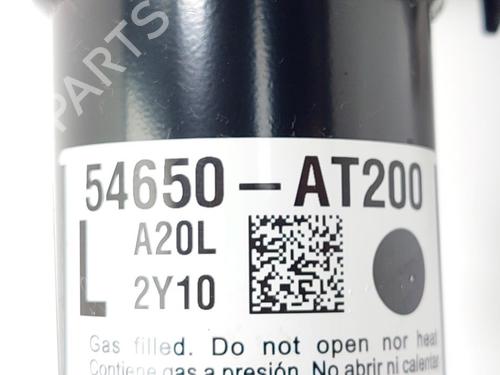 54650-AT200
L
A20L
2Y10
Gas filled. Do not open nor heat
Contiene gas a presión. No abrir ni calentar
B-PARTS